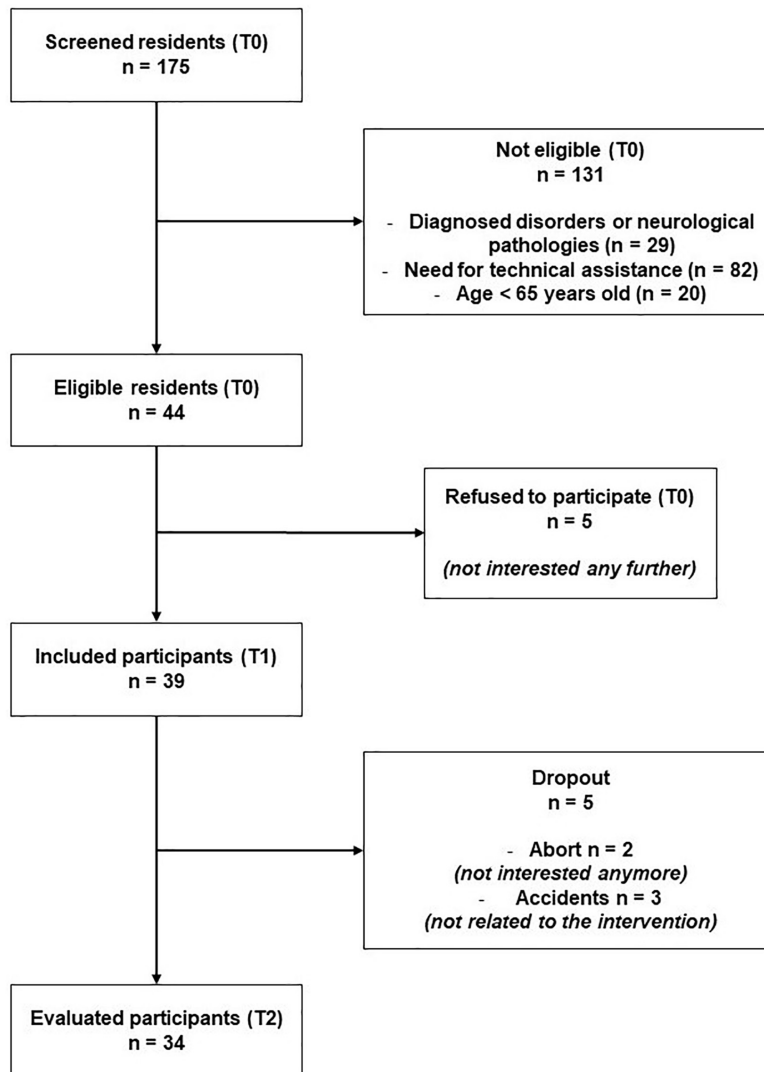 Screened residents (T0)
n = 175
Not eligible (T0)
n = 131
- Diagnosed disorders or neurological
pathologies (n = 29)
- Need for technical assistance (n = 82)
- Age < 65 years old (n = 20)
Eligible residents (T0)
n = 44
Refused to participate (T0)
n = 5
(not interested any further)
Included participants (T1)
n = 39
Dropout
n = 5
- Abort n = 2
(not interested anymore)
- Accidents n = 3
(not related to the intervention)
Evaluated participants (T2)
n = 34